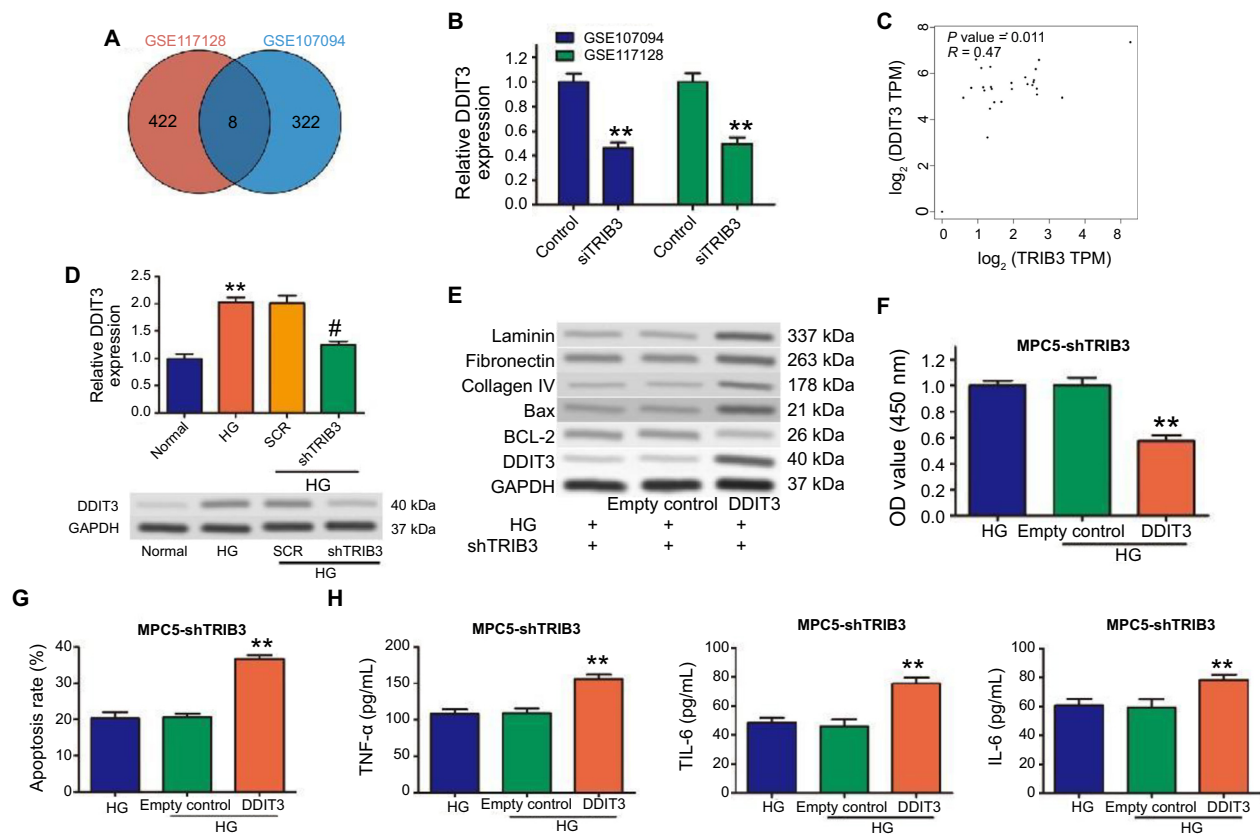 A
GSE117128
GSE107094
422
8
322
B
GSE107094
GSE117128
Relative DDIT3
expression
1.2
1.0
0.8
0.6
0.4
0.2
0.0
**
**
Control
siTRIB3
Control
siTRIB3
C
P value = 0.011
R = 0.47
log2 (DDIT3 TPM)
8
6
4
2
0
0 1 2 3 4 8
log2 (TRIB3 TPM)
D
Relative DDIT3
expression
2.5
2.0
1.5
1.0
0.5
0.0
**
#
Normal
HG
SCR
shTRIB3
HG
DDIT3 40 kDa
GAPDH 37 kDa
Normal HG SCR shTRIB3
HG
E
Laminin 337 kDa
Fibronectin 263 kDa
Collagen IV 178 kDa
Bax 21 kDa
BCL-2 26 kDa
DDIT3 40 kDa
GAPDH 37 kDa
Empty control DDIT3
HG + + +
shTRIB3 + + +
F
MPC5-shTRIB3
OD value (450 nm)
1.2
1.0
0.8
0.6
0.4
0.2
0.0
**
HG Empty control DDIT3
HG
G
MPC5-shTRIB3
Apoptosis rate (%)
40
30
20
10
0
**
HG Empty control DDIT3
HG
H
MPC5-shTRIB3
TNF-α (pg/mL)
200
150
100
50
0
**
HG Empty control DDIT3
HG
MPC5-shTRIB3
TIL-6 (pg/mL)
100
80
60
40
20
0
**
HG Empty control DDIT3
HG
MPC5-shTRIB3
IL-6 (pg/mL)
100
80
60
40
20
0
**
HG Empty control DDIT3
HG